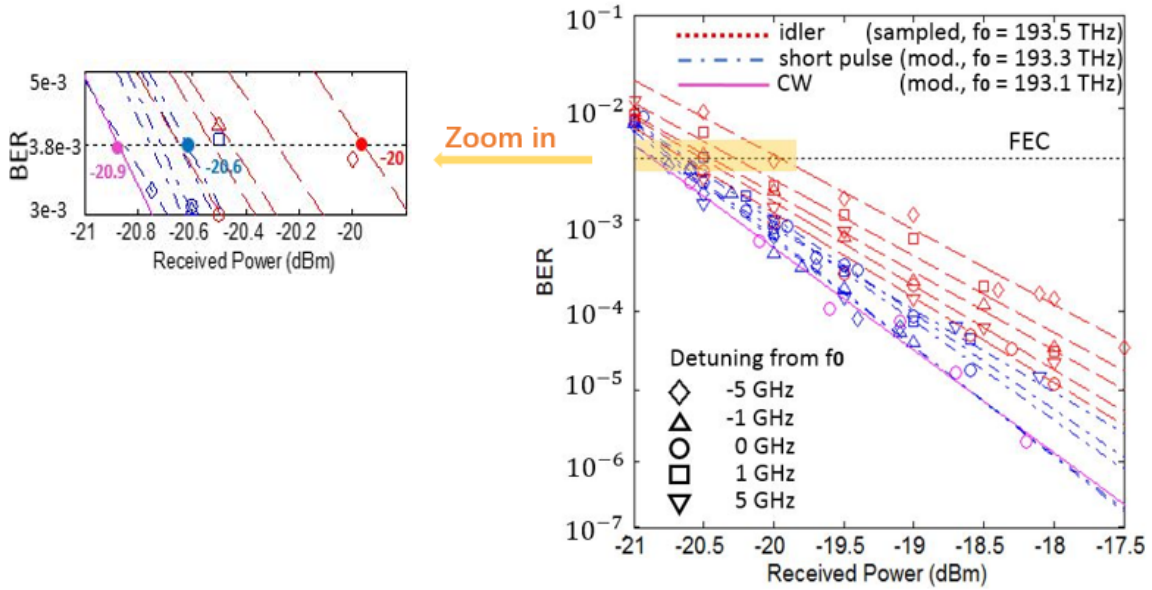 5e-3
3.8e-3
3e-3
BER
-20.9
-20.6
-20
-21
-20.8
-20.6
-20.4
-20.2
-20
Received Power (dBm)
Zoom in
10⁻¹
10⁻²
10⁻³
10⁻⁴
10⁻⁵
10⁻⁶
10⁻⁷
BER
idler (sampled, f0 = 193.5 THz)
short pulse (mod., f0 = 193.3 THz)
CW (mod., f0 = 193.1 THz)
FEC
Detuning from f0
-5 GHz
-1 GHz
0 GHz
1 GHz
5 GHz
-21
-20.5
-20
-19.5
-19
-18.5
-18
-17.5
Received Power (dBm)